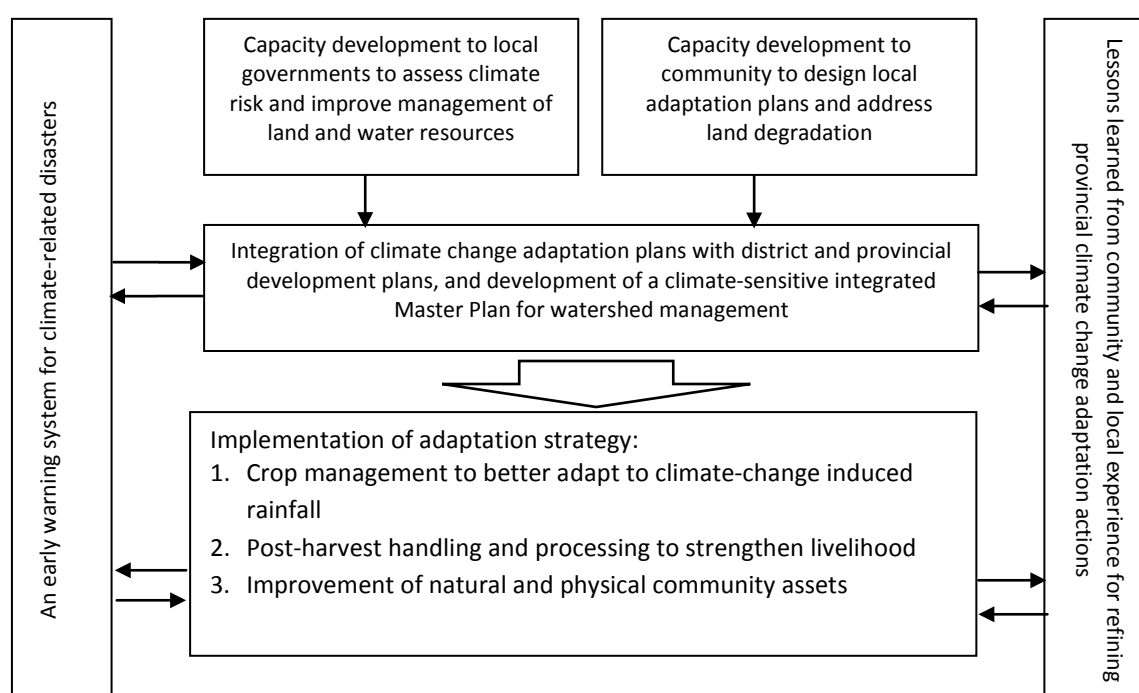 An early warning system for climate-related disasters
Capacity development to local
governments to assess climate
risk and improve management of
land and water resources
Capacity development to
community to design local
adaptation plans and address
land degradation
Integration of climate change adaptation plans with district and provincial
development plans, and development of a climate-sensitive integrated
Master Plan for watershed management
Implementation of adaptation strategy:
1. Crop management to better adapt to climate-change induced
rainfall
2. Post-harvest handling and processing to strengthen livelihood
3. Improvement of natural and physical community assets
Lessons learned from community and local experience for refining
provincial climate change adaptation actions